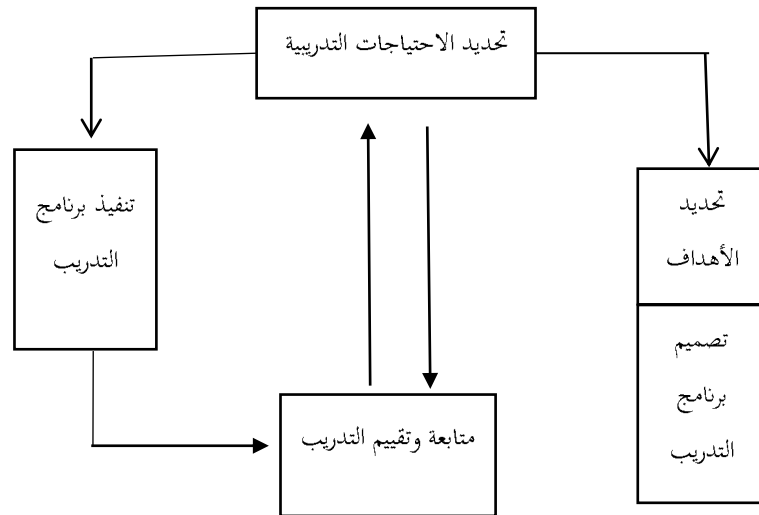 تحديد الاحتياجات التدريبية
تحديد
الأهداف
تصميم
برنامج
التدريب
تنفيذ برنامج
التدريب
متابعة وتقييم التدريب